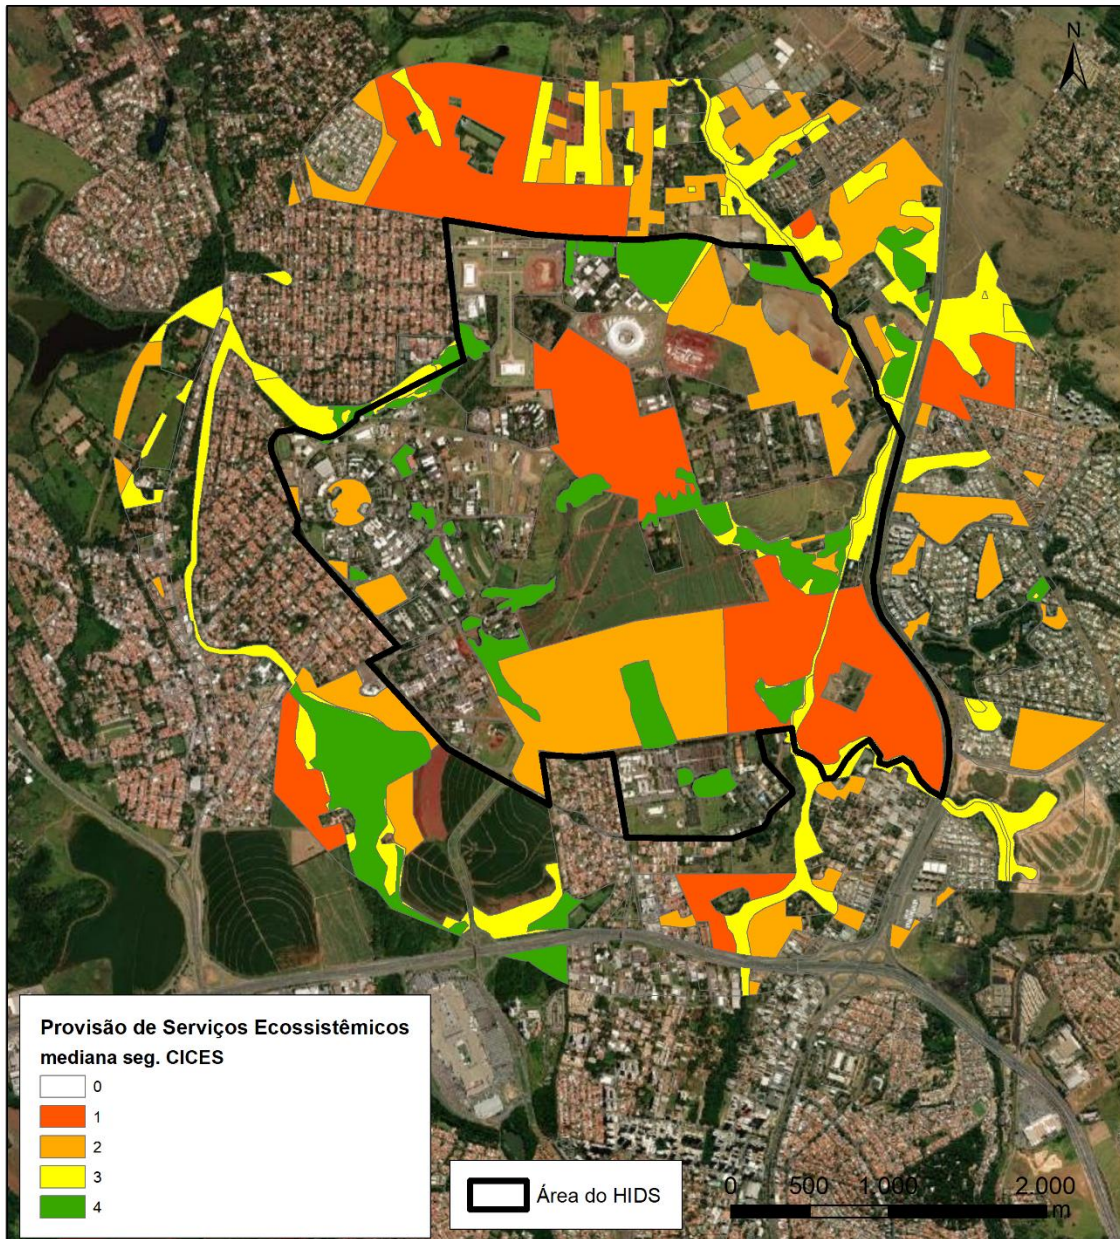 N
Provisão de Serviços Ecossistêmicos
mediana seg. CICES
0
1
2
3
4
Área do HIDS
0 500 1.000 2.000
m